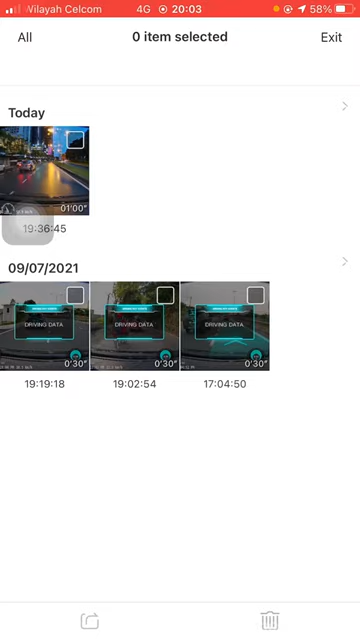 Wilayah Celcom 4G 20:03 58%
All 0 item selected Exit
Today
01'00"
19:36:45
09/07/2021
DRIVING DATA DRIVING DATA DRIVING DATA
0'30" 0'30" 0'30"
19:19:18 19:02:54 17:04:50